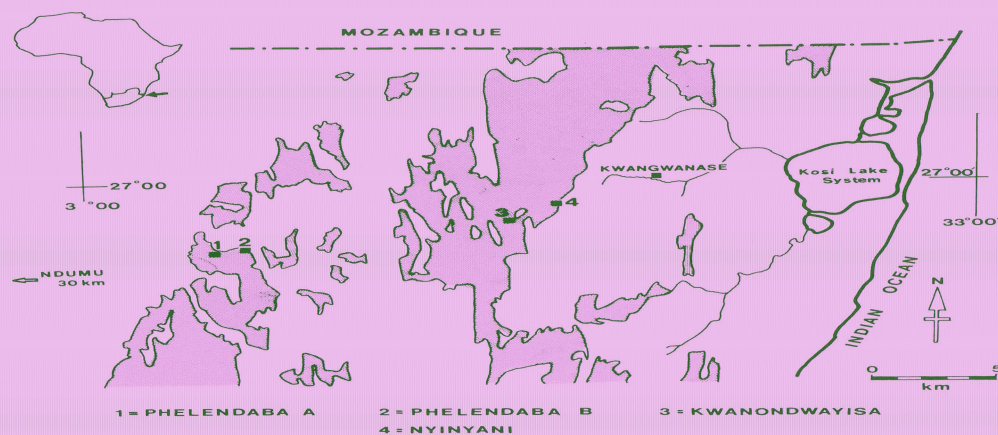 MOZAMBIQUE
KWANGWANASE
Kosi Lake
System
27°00
3 °00
27°00
33°00
1
2
3
4
NDUMU
30 km
INDIAN OCEAN
N
0 5
km
1 = PHELENDABA A 2 = PHELENDABA B 3 = KWANONDWAYISA
4 = NYINYANI